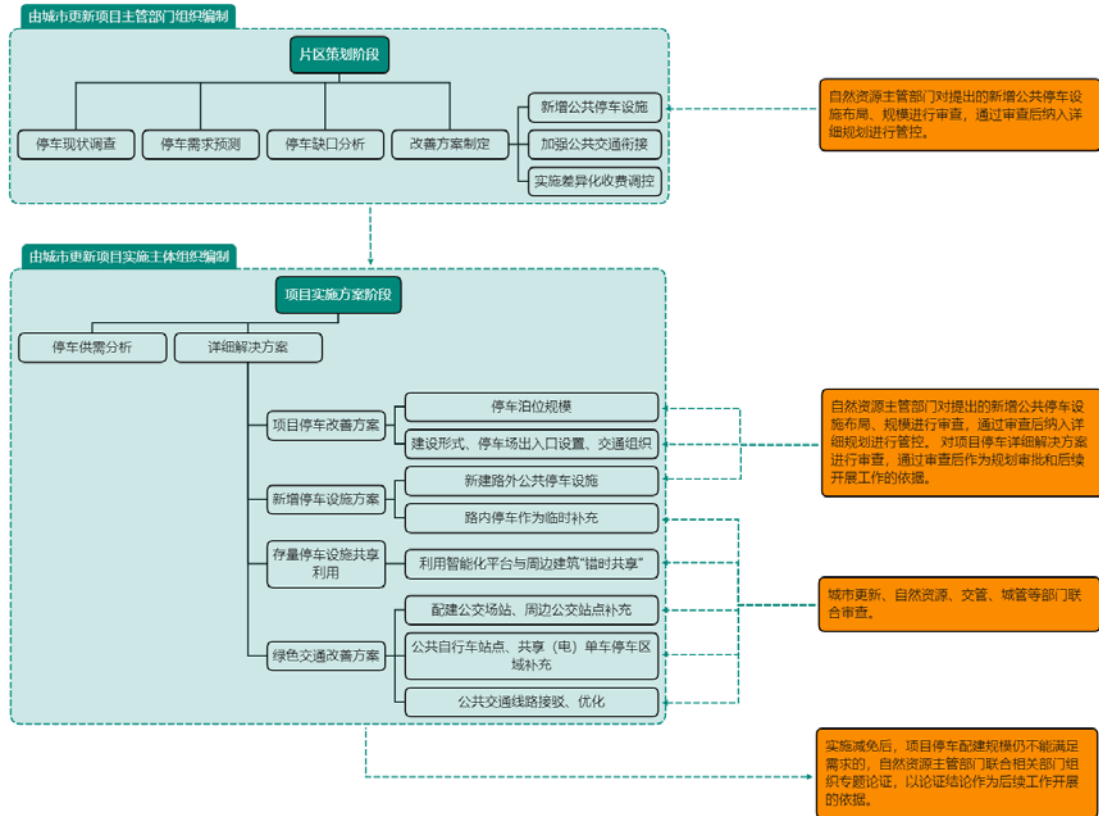 由城市更新项目主管部门组织编制
片区策划阶段
停车现状调查
停车需求预测
停车缺口分析
改善方案制定
新增公共停车设施
加强公共交通衔接
实施差异化收费调控
自然资源主管部门对提出的新增公共停车设
施布局、规模进行审查，通过审查后纳入详
细规划进行管控。
由城市更新项目实施主体组织编制
项目实施方案阶段
停车供需分析
详细解决方案
项目停车改善方案
停车泊位规模
建设形式、停车场出入口设置、交通组织
新增停车设施方案
新建路外公共停车设施
路内停车作为临时补充
存量停车设施共享
利用
利用智能化平台与周边建筑“错时共享”
绿色交通改善方案
配建公交场站、周边公交站点补充
公共自行车站点、共享（电）单车停车区
域补充
公共交通线路接驳、优化
自然资源主管部门对提出的新增公共停车设
施布局、规模进行审查，通过审查后纳入详
细规划进行管控。 对项目停车详细解决方案
进行审查，通过审查后作为规划审批和后续
开展工作的依据。
城市更新、自然资源、交管、城管等部门联
合审查。
实施减免后，项目停车配建规模仍不能满足
需求的，自然资源主管部门联合相关部门组
织专题论证，以论证结论作为后续工作开展
的依据。